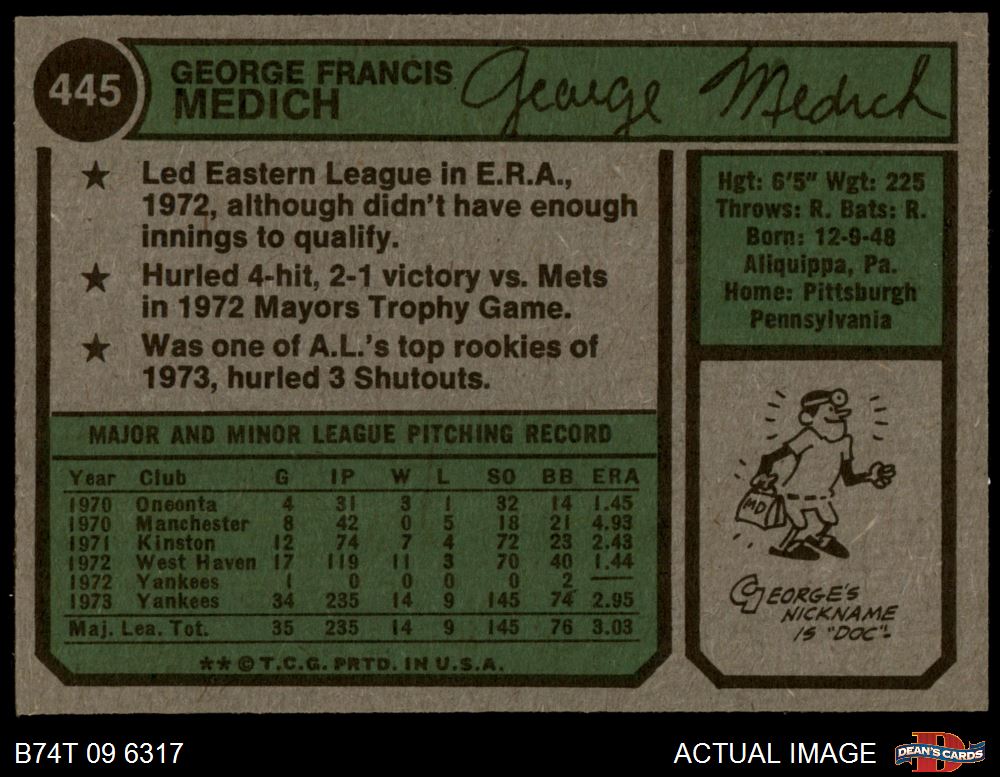 445
GEORGE FRANCIS
MEDICH
George Medich
★ Led Eastern League in E.R.A.,
1972, although didn't have enough
innings to qualify.
★ Hurled 4-hit, 2-1 victory vs. Mets
in 1972 Mayors Trophy Game.
★ Was one of A.L.'s top rookies of
1973, hurled 3 Shutouts.
Hgt: 6'5" Wgt: 225
Throws: R. Bats: R.
Born: 12-9-48
Aliquippa, Pa.
Home: Pittsburgh
Pennsylvania
MAJOR AND MINOR LEAGUE PITCHING RECORD
Year Club G IP W L SO BB ERA
1970 Oneonta 4 31 3 1 32 14 1.45
1970 Manchester 8 42 0 5 18 21 4.93
1971 Kinston 12 74 7 4 72 23 2.43
1972 West Haven 17 119 11 3 70 40 1.44
1972 Yankees 1 0 0 0 0 2 —
1973 Yankees 34 235 14 9 145 74 2.95
Maj. Lea. Tot. 35 235 14 9 145 76 3.03
** © T.C.G. PRTD. IN U.S.A.
MD
GEORGE'S
NICKNAME
IS "DOC"
B74T 09 6317
ACTUAL IMAGE
D
DEAN'S CARDS